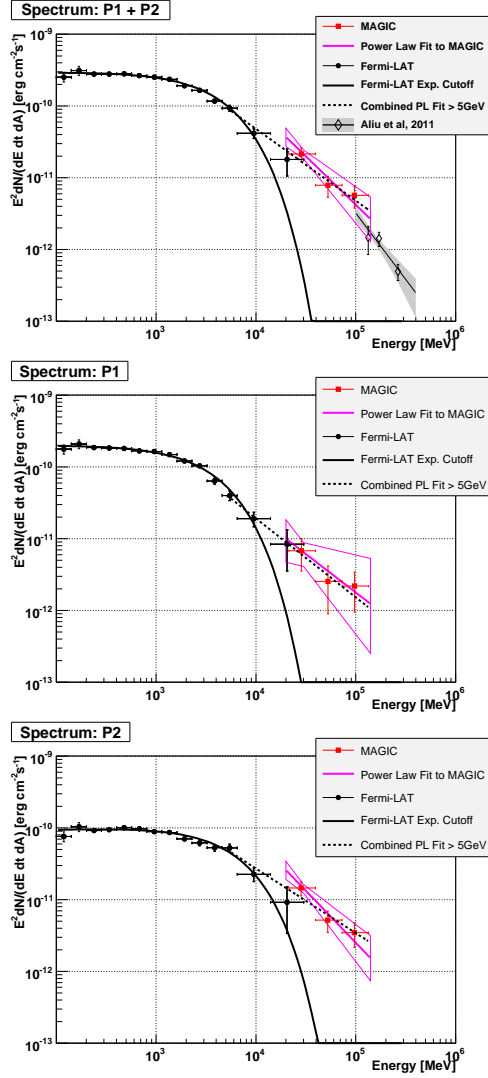 Spectrum: P1 + P2
E²dN/(dE dt dA) [erg cm⁻²s⁻¹]
10⁻⁹
10⁻¹⁰
10⁻¹¹
10⁻¹²
10⁻¹³
MAGIC
Power Law Fit to MAGIC
Fermi-LAT
Fermi-LAT Exp. Cutoff
Combined PL Fit > 5GeV
Aliu et al, 2011
10³ 10⁴ 10⁵ 10⁶
Energy [MeV]
Spectrum: P1
E²dN/(dE dt dA) [erg cm⁻²s⁻¹]
10⁻⁹
10⁻¹⁰
10⁻¹¹
10⁻¹²
10⁻¹³
MAGIC
Power Law Fit to MAGIC
Fermi-LAT
Fermi-LAT Exp. Cutoff
Combined PL Fit > 5GeV
10³ 10⁴ 10⁵ 10⁶
Energy [MeV]
Spectrum: P2
E²dN/(dE dt dA) [erg cm⁻²s⁻¹]
10⁻⁹
10⁻¹⁰
10⁻¹¹
10⁻¹²
10⁻¹³
MAGIC
Power Law Fit to MAGIC
Fermi-LAT
Fermi-LAT Exp. Cutoff
Combined PL Fit > 5GeV
10³ 10⁴ 10⁵ 10⁶
Energy [MeV]